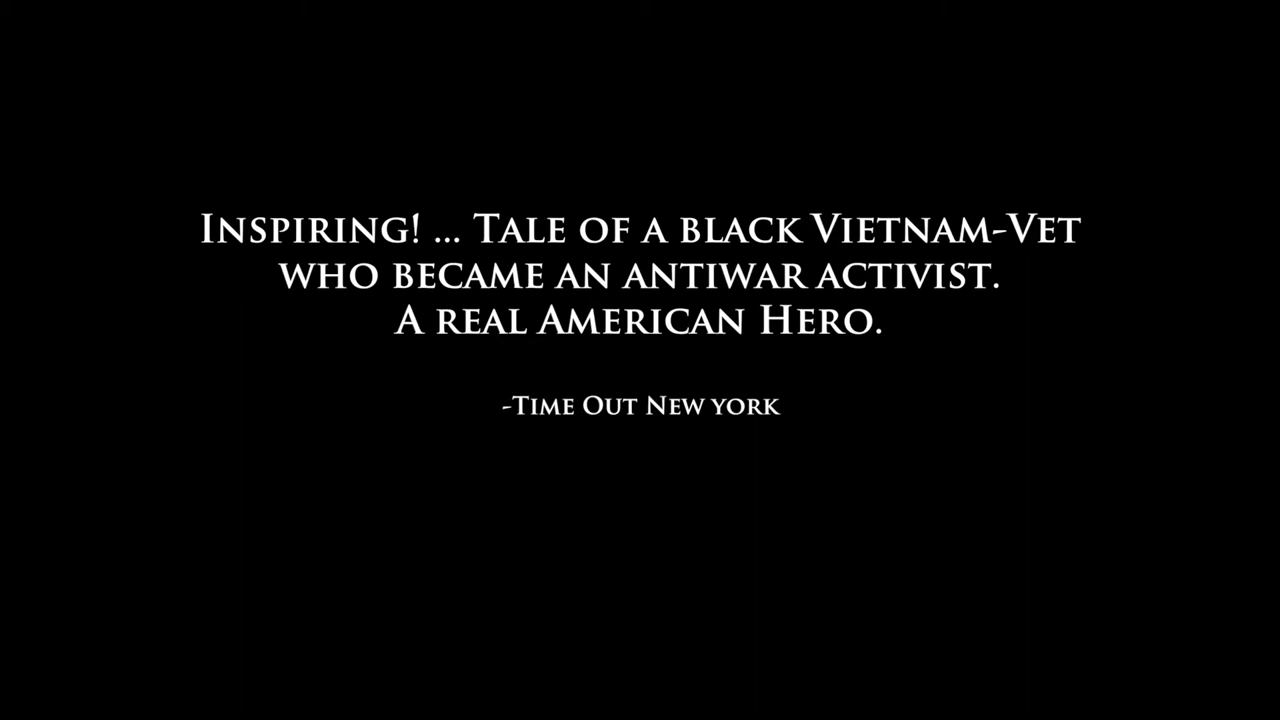 Inspiring! ... Tale of a black Vietnam-Vet
who became an antiwar activist.
A real American Hero.
-Time Out New york